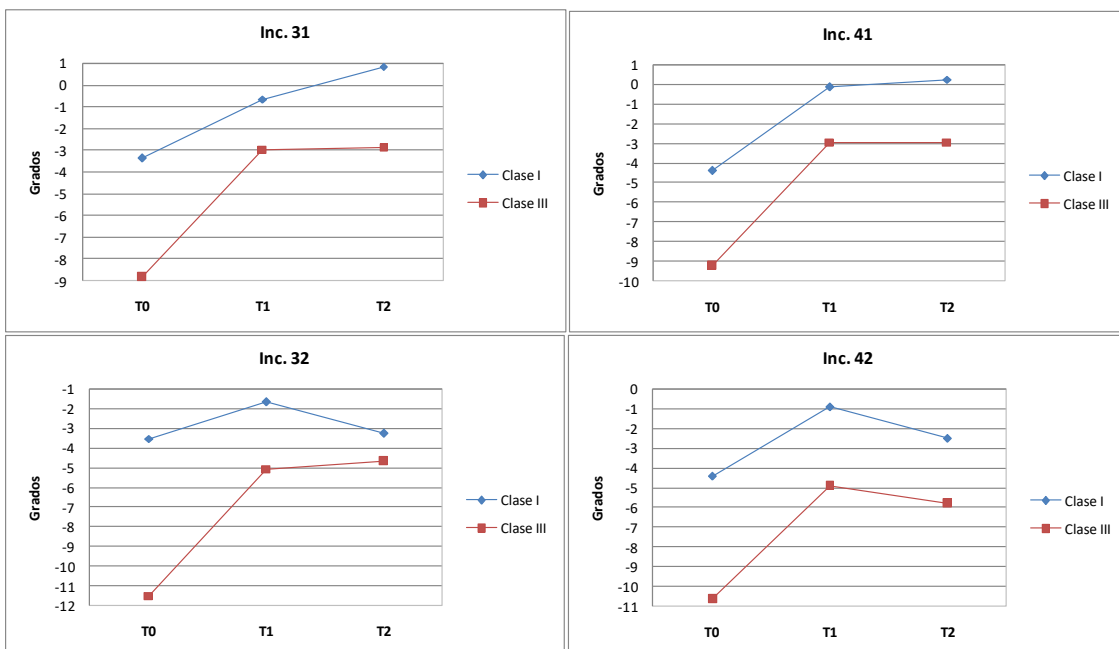 Inc. 31
1
0
-1
-2
-3
-4
-5
-6
-7
-8
-9
Grados
T0 T1 T2
Clase I
Clase III
Inc. 41
1
0
-1
-2
-3
-4
-5
-6
-7
-8
-9
-10
Grados
T0 T1 T2
Clase I
Clase III
Inc. 32
-1
-2
-3
-4
-5
-6
-7
-8
-9
-10
-11
-12
Grados
T0 T1 T2
Clase I
Clase III
Inc. 42
0
-1
-2
-3
-4
-5
-6
-7
-8
-9
-10
-11
Grados
T0 T1 T2
Clase I
Clase III